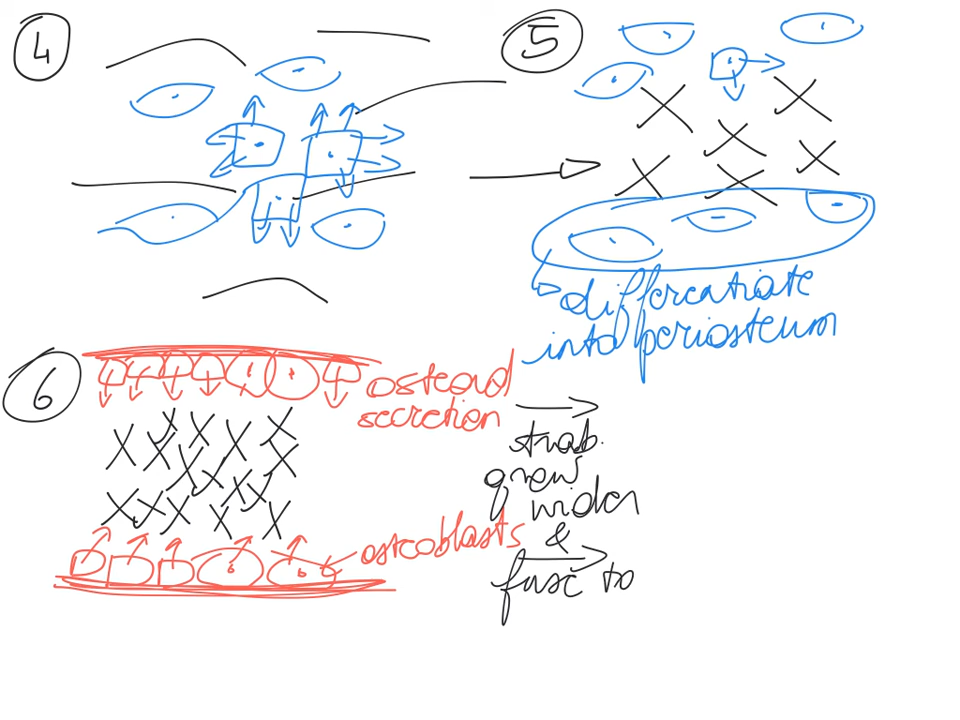 4
5
differentiate
into periosteum
6
osteoid
secretion
osteoblasts
trab.
grow
wider
&
fuse to